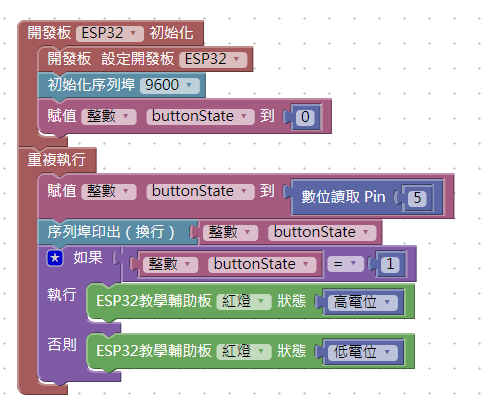 開發板 ESP32 初始化
開發板 設定開發板 ESP32
初始化序列埠 9600
賦值 整數 buttonState 到 0
重複執行
賦值 整數 buttonState 到 數位讀取 Pin 5
序列埠印出（換行） 整數 buttonState
如果 整數 buttonState = 1
執行 ESP32教學輔助板 紅燈 狀態 高電位
否則 ESP32教學輔助板 紅燈 狀態 低電位